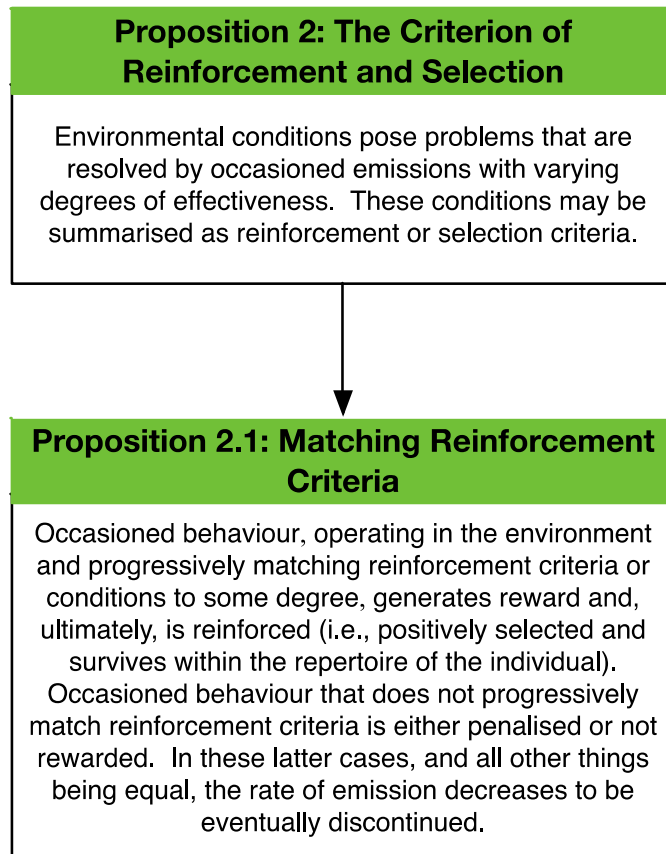 Proposition 2: The Criterion of
Reinforcement and Selection
Environmental conditions pose problems that are
resolved by occasioned emissions with varying
degrees of effectiveness.  These conditions may be
summarised as reinforcement or selection criteria.
Proposition 2.1: Matching Reinforcement
Criteria
Occasioned behaviour, operating in the environment
and progressively matching reinforcement criteria or
conditions to some degree, generates reward and,
ultimately, is reinforced (i.e., positively selected and
survives within the repertoire of the individual).
Occasioned behaviour that does not progressively
match reinforcement criteria is either penalised or not
rewarded.  In these latter cases, and all other things
being equal, the rate of emission decreases to be
eventually discontinued.